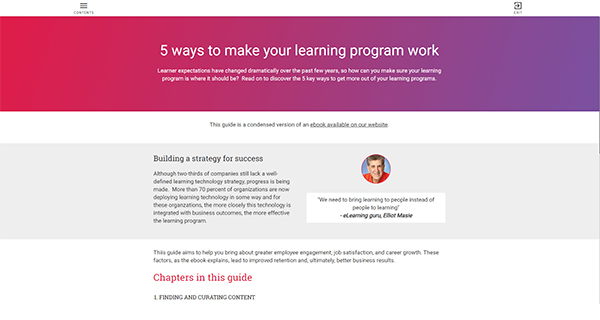 CONTENTS
EXIT
5 ways to make your learning program work
Learner expectations have changed dramatically over the past few years, so how can you make sure your learning
program is where it should be?  Read on to discover the 5 key ways to get more out of your learning programs.
This guide is a condensed version of an ebook available on our website.
Building a strategy for success
Although two thirds of companies still lack a well-
defined learning technology strategy, progress is being
made.  More than 70 percent of organizations are now
deploying learning technology in some way and for
these organizations, the more closely this technology is
integrated with business outcomes, the more effective
the learning program.
"We need to bring learning to people instead of
people to learning"
- eLearning guru, Elliot Masie
This guide aims to help you bring about greater employee engagement, job satisfaction, and career growth. These
factors, as the ebook explains, lead to improved retention and, ultimately, better business results.
Chapters in this guide
1. FINDING AND CURATING CONTENT